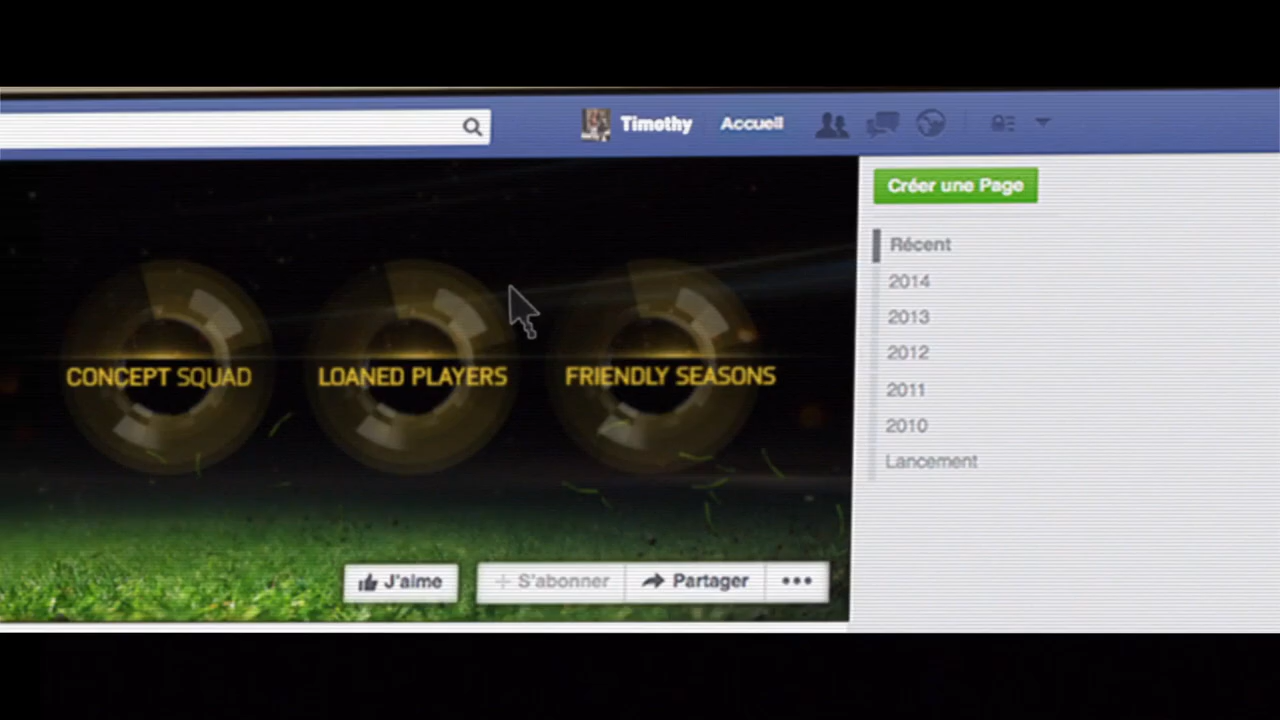 Timothy Accueil
Créer une Page
Récent
2014
2013
2012
2011
2010
Lancement
CONCEPT SQUAD LOANED PLAYERS FRIENDLY SEASONS
J'aime + S'abonner Partager